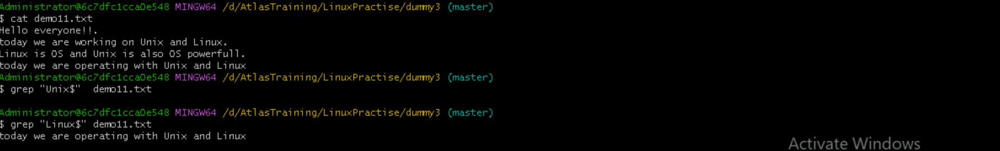 Administrator@6c7dfc1cca0e548 MINGW64 /d/AtlasTraining/LinuxPractise/dummy3 (master)
$ cat demo11.txt
Hello everyone!!.
today we are working on Unix and Linux.
Linux is OS and Unix is also OS powerfull.
today we are operating with Unix and Linux
Administrator@6c7dfc1cca0e548 MINGW64 /d/AtlasTraining/LinuxPractise/dummy3 (master)
$ grep "Unix$"  demo11.txt
Administrator@6c7dfc1cca0e548 MINGW64 /d/AtlasTraining/LinuxPractise/dummy3 (master)
$ grep "Linux$" demo11.txt
today we are operating with Unix and Linux
Activate Windows